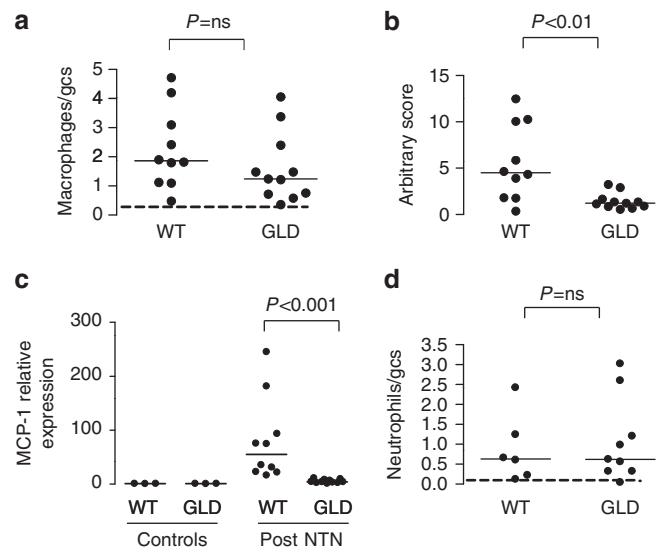 a
P=ns
Macrophages/gcs
5
4
3
2
1
0
WT GLD
b
P<0.01
Arbitrary score
15
10
5
0
WT GLD
c
P<0.001
MCP-1 relative
expression
300
200
100
0
WT GLD WT GLD
Controls Post NTN
d
P=ns
Neutrophils/gcs
3.5
3.0
2.5
2.0
1.5
1.0
0.5
0.0
WT GLD